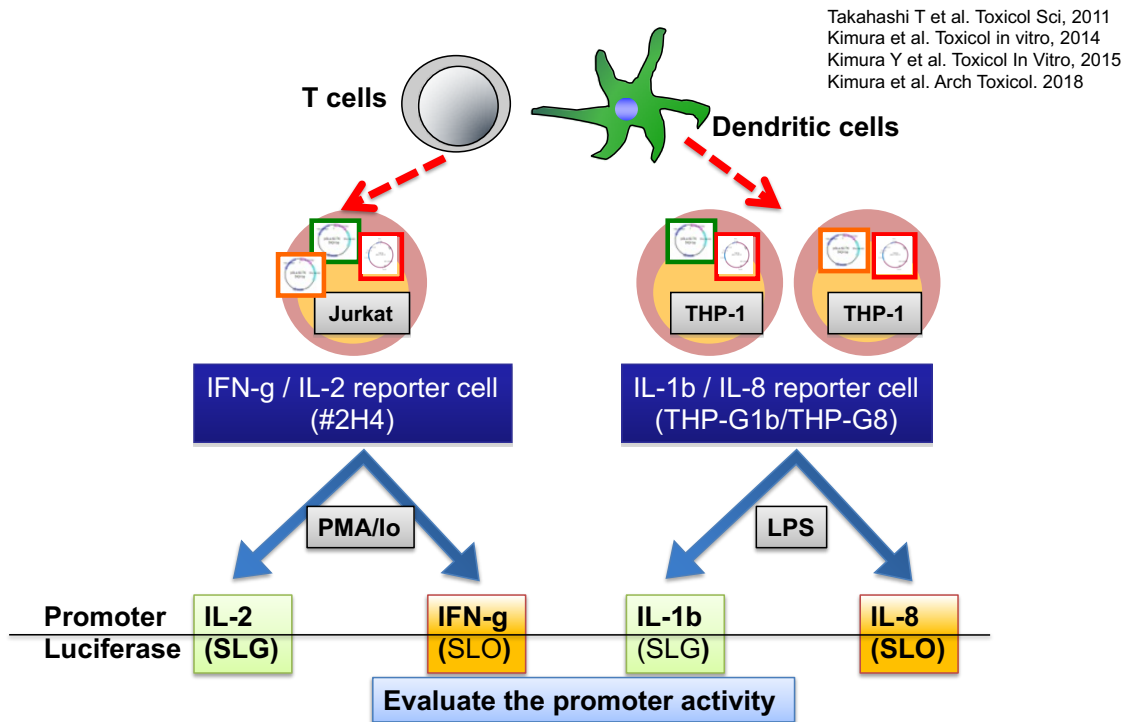 Takahashi T et al. Toxicol Sci, 2011
Kimura et al. Toxicol in vitro, 2014
Kimura Y et al. Toxicol In Vitro, 2015
Kimura et al. Arch Toxicol. 2018
T cells
Dendritic cells
Jurkat
THP-1
THP-1
IFN-g / IL-2 reporter cell
(#2H4)
IL-1b / IL-8 reporter cell
(THP-G1b/THP-G8)
PMA/Io
LPS
Promoter
IL-2
IFN-g
IL-1b
IL-8
Luciferase
(SLG)
(SLO)
(SLG)
(SLO)
Evaluate the promoter activity